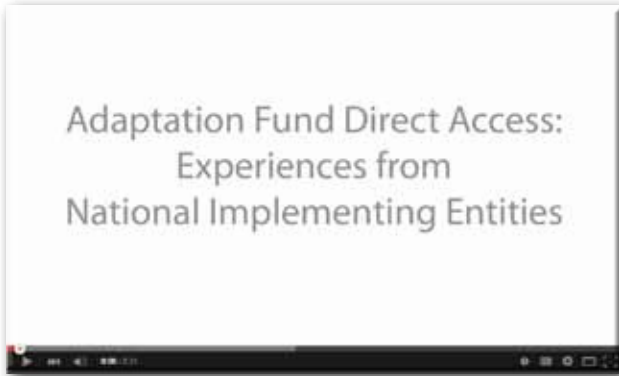 Adaptation Fund Direct Access:
Experiences from
National Implementing Entities